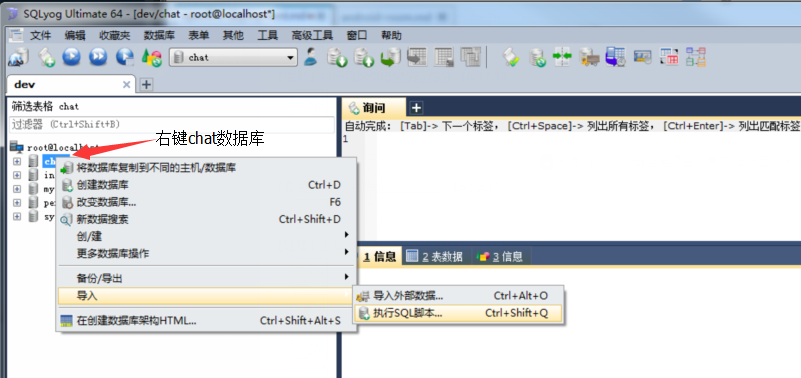 SQLyog Ultimate 64 - [dev/chat - root@localhost*]
文件 编辑 收藏夹 数据库 表单 其他 工具 高级工具 窗口 帮助
chat
dev
筛选表格 chat
过滤器 (Ctrl+Shift+B)
询问
自动完成: [Tab]-> 下一个标签, [Ctrl+Space]-> 列出所有标签, [Ctrl+Enter]-> 列出匹配标签
1
右键chat数据库
root@localhost
in
my
pe
sy
将数据库复制到不同的主机/数据库
创建数据库 Ctrl+D
改变数据库... F6
新数据搜索 Ctrl+Shift+D
创/建
更多数据库操作
备份/导出
导入
在创建数据库架构HTML... Ctrl+Shift+Alt+S
1 信息 2 表数据 3 信息
导入外部数据... Ctrl+Alt+O
执行SQL脚本... Ctrl+Shift+Q